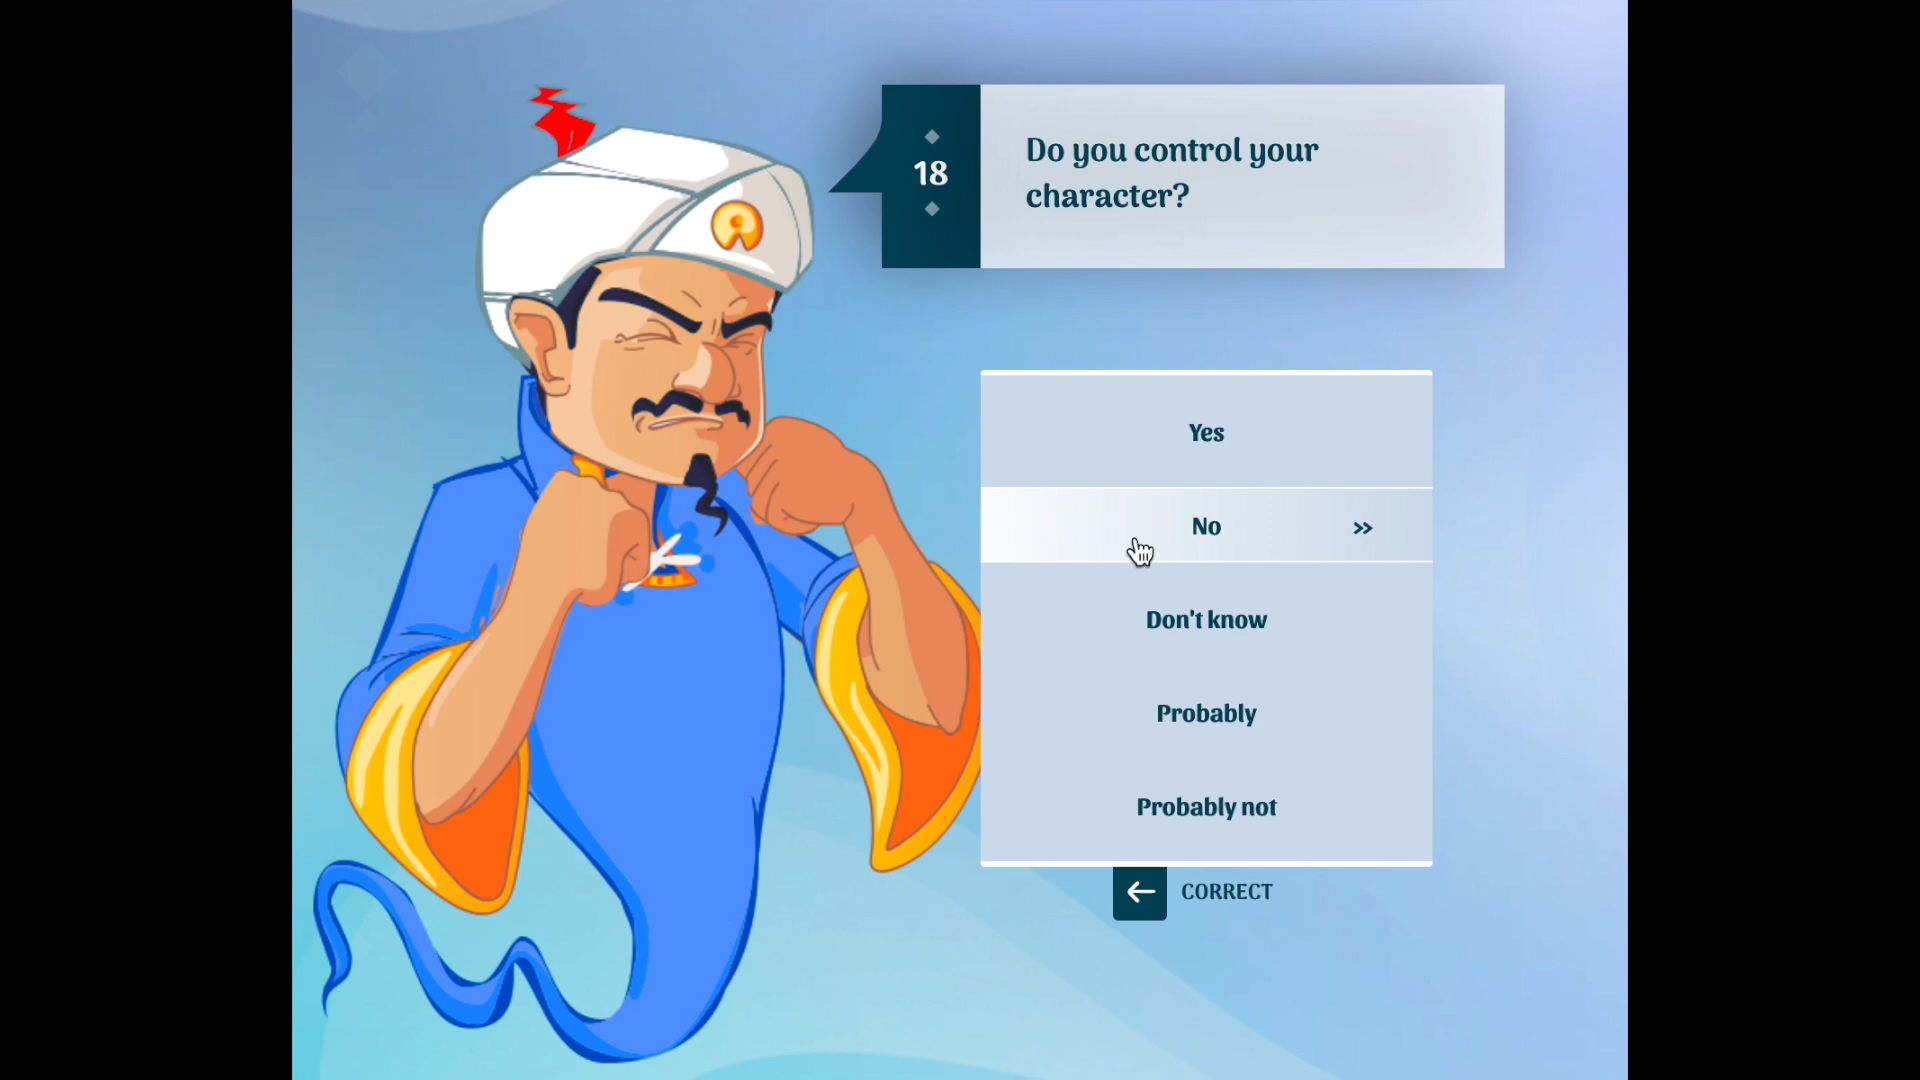 18
Do you control your
character?
Yes
No
Don't know
Probably
Probably not
CORRECT